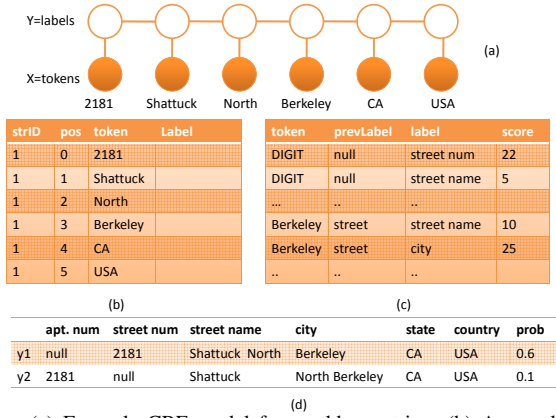 Y=labels
(a)
X=tokens
2181 Shattuck North Berkeley CA USA
strID pos token Label
1 0 2181
1 1 Shattuck
1 2 North
1 3 Berkeley
1 4 CA
1 5 USA
(b)
token prevLabel label score
DIGIT null street num 22
DIGIT null street name 5
... .. ..
Berkeley street street name 10
Berkeley street city 25
.. .. ..
(c)
apt. num street num street name city state country prob
y1 null 2181 Shattuck North Berkeley CA USA 0.6
y2 2181 null Shattuck North Berkeley CA USA 0.1
(d)